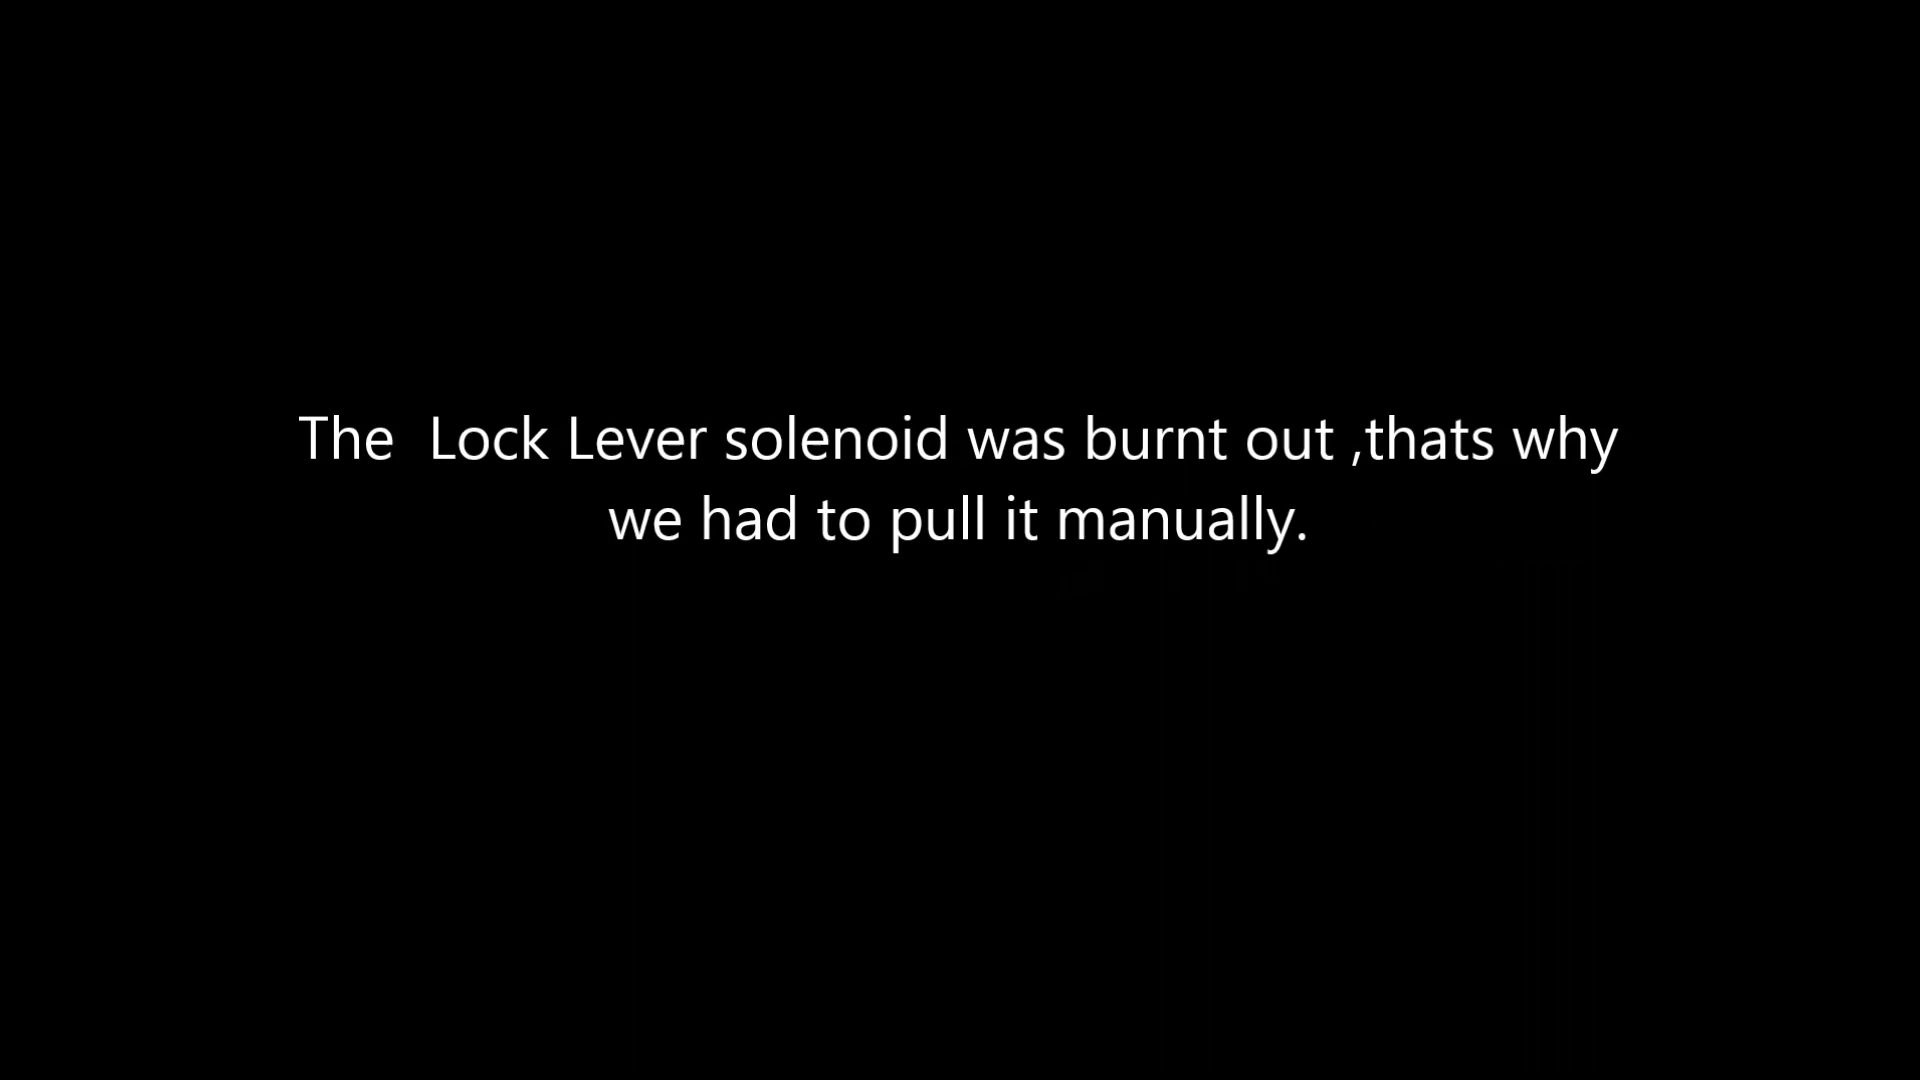 The  Lock Lever solenoid was burnt out ,thats why
we had to pull it manually.